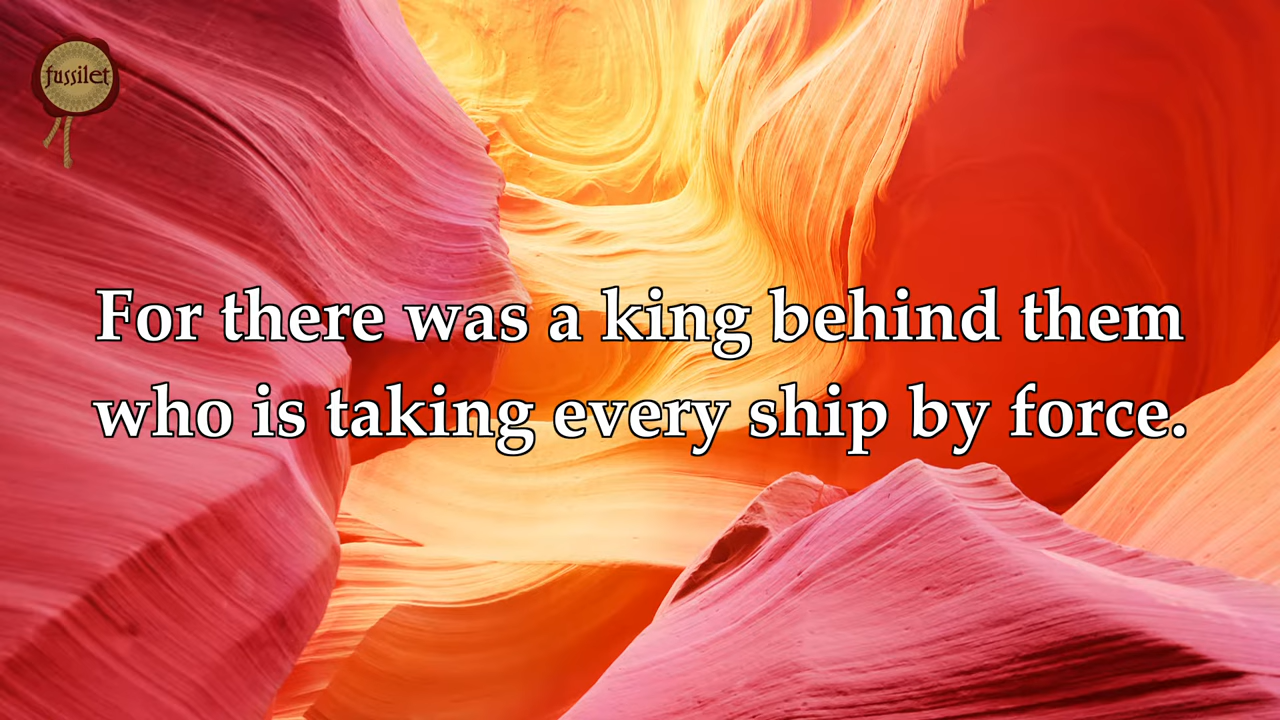 fussilet
For there was a king behind them
who is taking every ship by force.